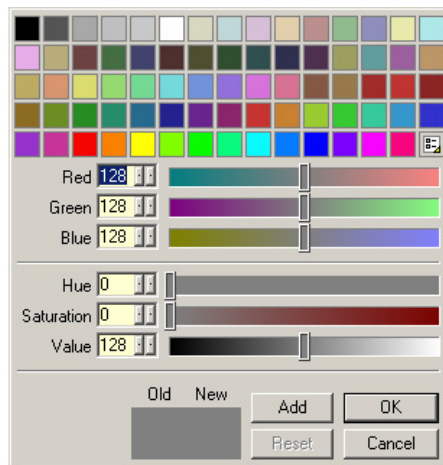 Red 128
Green 128
Blue 128
Hue 0
Saturation 0
Value 128
Old New
Add OK
Reset Cancel